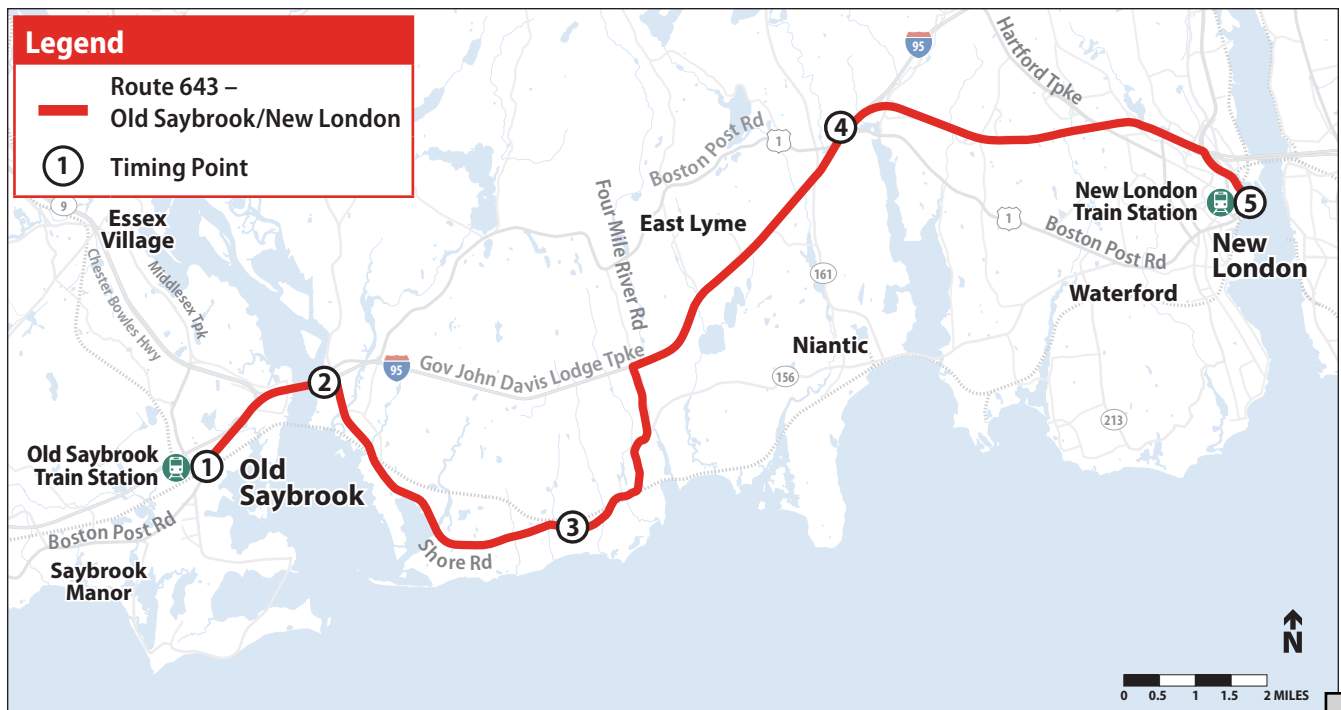 Legend
Route 643 –
Old Saybrook/New London
1
Timing Point
9
Essex
Village
Chester Bowles Hwy
Middlesex Tpk
95
Hartford Tpke
4
1
Boston Post Rd
Four Mile River Rd
East Lyme
New London
Train Station
5
New
London
1
Boston Post Rd
161
Waterford
Niantic
2
95
Gov John Davis Lodge Tpke
156
213
Old Saybrook
Train Station
1
Old
Saybrook
3
Shore Rd
Boston Post Rd
Saybrook
Manor
N
0 0.5 1 1.5 2 MILES